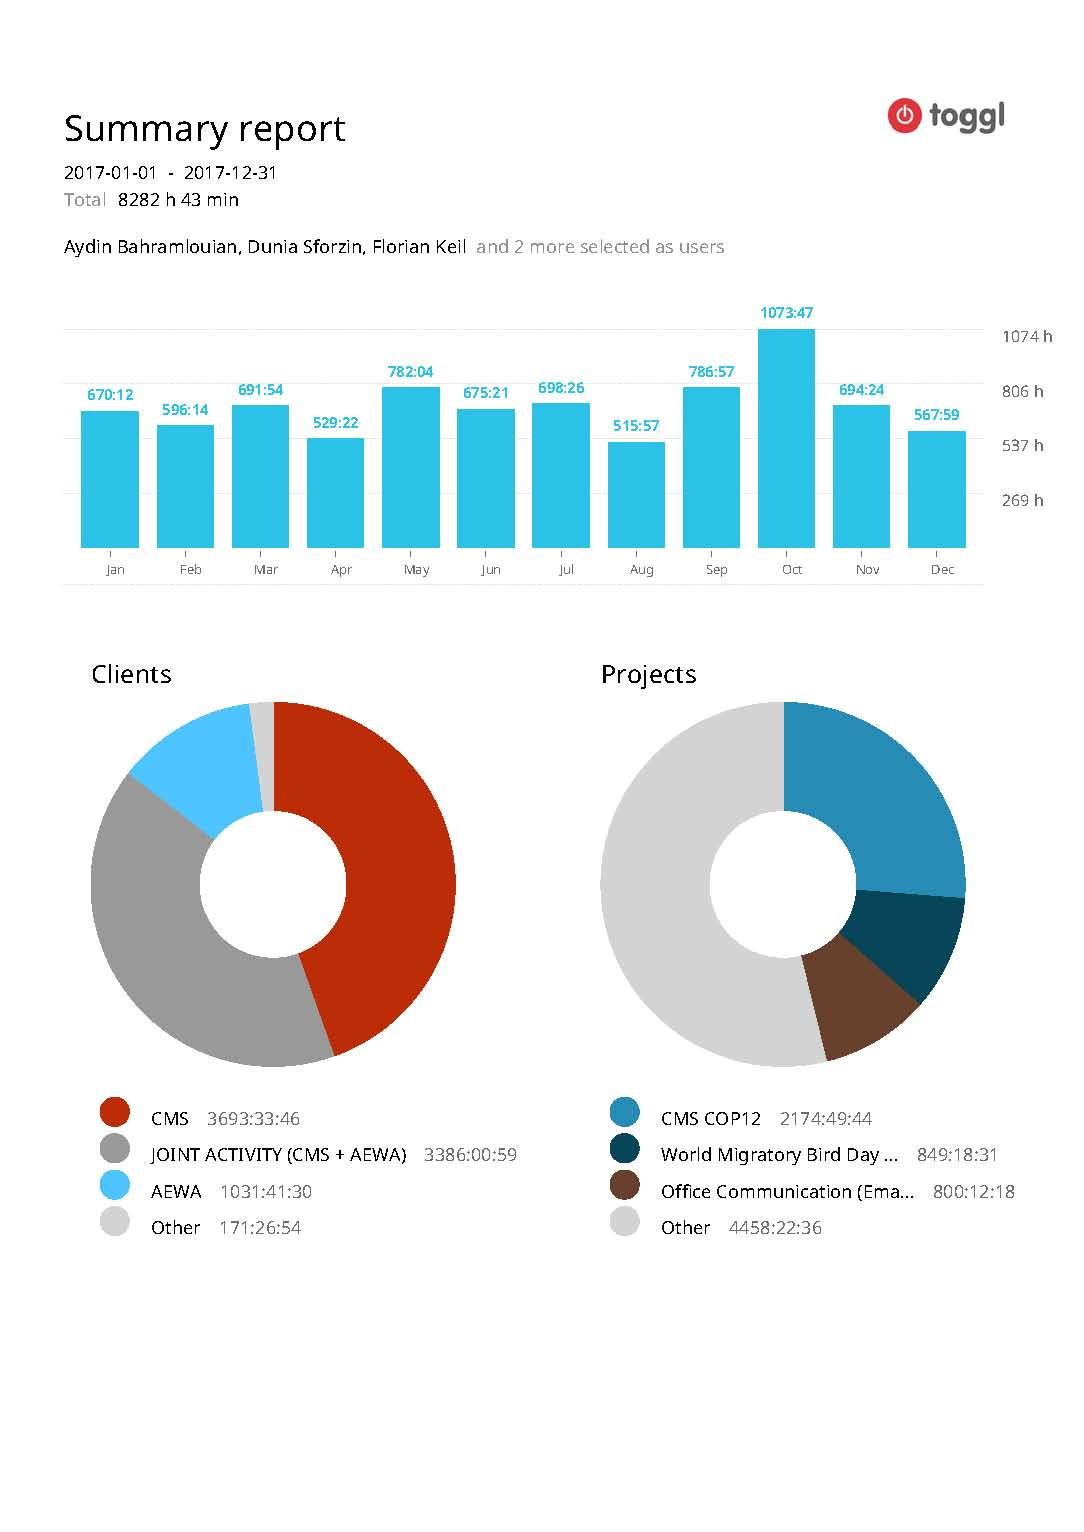 Summary report
toggl
2017-01-01 - 2017-12-31
Total 8282 h 43 min
Aydin Bahramlouian, Dunia Sforzin, Florian Keil and 2 more selected as users
1073:47
1074 h
782:04
786:57
670:12
596:14
691:54
529:22
675:21
698:26
515:57
694:24
567:59
806 h
537 h
269 h
Jan Feb Mar Apr May Jun Jul Aug Sep Oct Nov Dec
Clients
CMS 3693:33:46
JOINT ACTIVITY (CMS + AEWA) 3386:00:59
AEWA 1031:41:30
Other 171:26:54
Projects
CMS COP12 2174:49:44
World Migratory Bird Day ... 849:18:31
Office Communication (Ema... 800:12:18
Other 4458:22:36